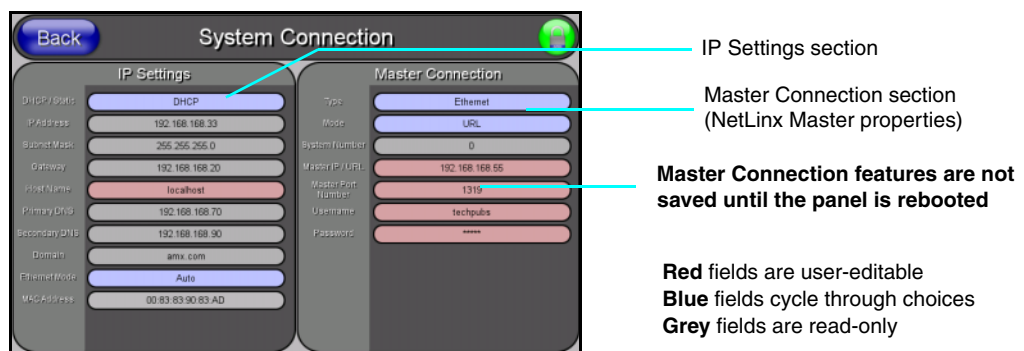 Back
System Connection
IP Settings
DHCP / Static
DHCP
IP Address
192.168.168.33
Subnet Mask
255.255.255.0
Gateway
192.168.168.20
Host Name
localhost
Primary DNS
192.168.168.70
Secondary DNS
192.168.168.90
Domain
amx.com
Ethernet Mode
Auto
MAC Address
00:83:83:90:83:AD
Master Connection
Type
Ethernet
Mode
URL
System Number
0
Master IP / URL
192.168.168.55
Master Port
Number
1319
Username
techpubs
Password
*****
IP Settings section
Master Connection section
(NetLinx Master properties)
Master Connection features are not
saved until the panel is rebooted
Red fields are user-editable
Blue fields cycle through choices
Grey fields are read-only